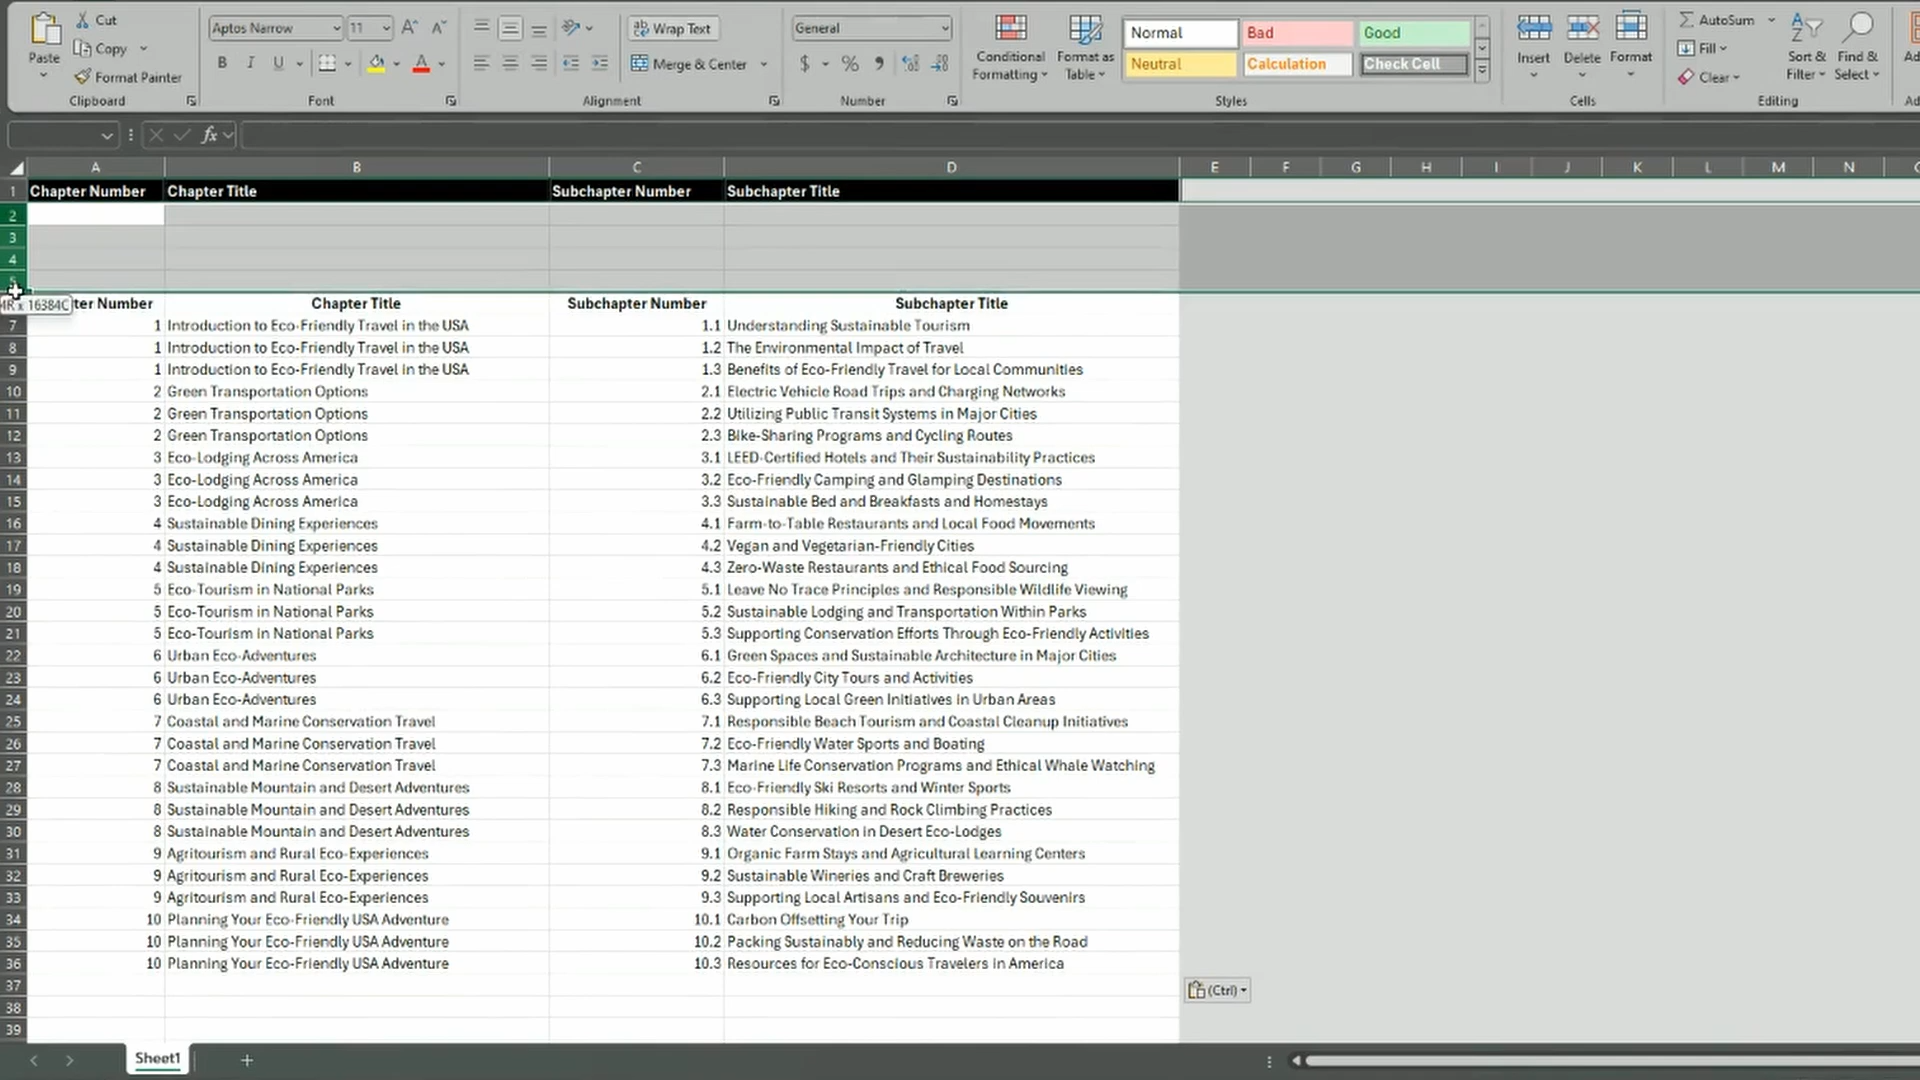 Cut
Aptos Narrow 11
Wrap Text
General
Normal Bad Good
AutoSum
Paste
Copy
Conditional Formatting
Format as Table
Insert Delete Format
Fill
Sort & Filter
Find & Select
Format Painter
B I U
Merge & Center
$ % 9
Neutral Calculation Check Cell
Clear
Clipboard Font Alignment Number Styles Cells Editing
fx
A B C D E F G H I J K L M N
1 Chapter Number Chapter Title Subchapter Number Subchapter Title
2
3
4
5
4R x 16384C
ter Number Chapter Title Subchapter Number Subchapter Title
7 1 Introduction to Eco-Friendly Travel in the USA 1.1 Understanding Sustainable Tourism
8 1 Introduction to Eco-Friendly Travel in the USA 1.2 The Environmental Impact of Travel
9 1 Introduction to Eco-Friendly Travel in the USA 1.3 Benefits of Eco-Friendly Travel for Local Communities
10 2 Green Transportation Options 2.1 Electric Vehicle Road Trips and Charging Networks
11 2 Green Transportation Options 2.2 Utilizing Public Transit Systems in Major Cities
12 2 Green Transportation Options 2.3 Bike-Sharing Programs and Cycling Routes
13 3 Eco-Lodging Across America 3.1 LEED-Certified Hotels and Their Sustainability Practices
14 3 Eco-Lodging Across America 3.2 Eco-Friendly Camping and Glamping Destinations
15 3 Eco-Lodging Across America 3.3 Sustainable Bed and Breakfasts and Homestays
16 4 Sustainable Dining Experiences 4.1 Farm-to-Table Restaurants and Local Food Movements
17 4 Sustainable Dining Experiences 4.2 Vegan and Vegetarian-Friendly Cities
18 4 Sustainable Dining Experiences 4.3 Zero-Waste Restaurants and Ethical Food Sourcing
19 5 Eco-Tourism in National Parks 5.1 Leave No Trace Principles and Responsible Wildlife Viewing
20 5 Eco-Tourism in National Parks 5.2 Sustainable Lodging and Transportation Within Parks
21 5 Eco-Tourism in National Parks 5.3 Supporting Conservation Efforts Through Eco-Friendly Activities
22 6 Urban Eco-Adventures 6.1 Green Spaces and Sustainable Architecture in Major Cities
23 6 Urban Eco-Adventures 6.2 Eco-Friendly City Tours and Activities
24 6 Urban Eco-Adventures 6.3 Supporting Local Green Initiatives in Urban Areas
25 7 Coastal and Marine Conservation Travel 7.1 Responsible Beach Tourism and Coastal Cleanup Initiatives
26 7 Coastal and Marine Conservation Travel 7.2 Eco-Friendly Water Sports and Boating
27 7 Coastal and Marine Conservation Travel 7.3 Marine Life Conservation Programs and Ethical Whale Watching
28 8 Sustainable Mountain and Desert Adventures 8.1 Eco-Friendly Ski Resorts and Winter Sports
29 8 Sustainable Mountain and Desert Adventures 8.2 Responsible Hiking and Rock Climbing Practices
30 8 Sustainable Mountain and Desert Adventures 8.3 Water Conservation in Desert Eco-Lodges
31 9 Agritourism and Rural Eco-Experiences 9.1 Organic Farm Stays and Agricultural Learning Centers
32 9 Agritourism and Rural Eco-Experiences 9.2 Sustainable Wineries and Craft Breweries
33 9 Agritourism and Rural Eco-Experiences 9.3 Supporting Local Artisans and Eco-Friendly Souvenirs
34 10 Planning Your Eco-Friendly USA Adventure 10.1 Carbon Offsetting Your Trip
35 10 Planning Your Eco-Friendly USA Adventure 10.2 Packing Sustainably and Reducing Waste on the Road
36 10 Planning Your Eco-Friendly USA Adventure 10.3 Resources for Eco-Conscious Travelers in America
37
(Ctrl)
38
39
Sheet1